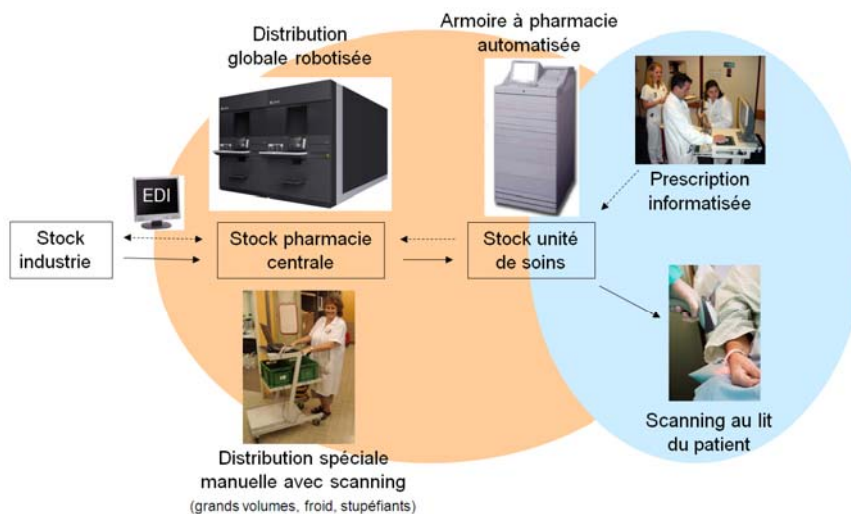 Distribution
globale robotisée
Armoire à pharmacie
automatisée
EDI
Prescription
informatisée
Stock
industrie
Stock pharmacie
centrale
Stock unité
de soins
Scanning au lit
du patient
Distribution spéciale
manuelle avec scanning
(grands volumes, froid, stupéfiants)